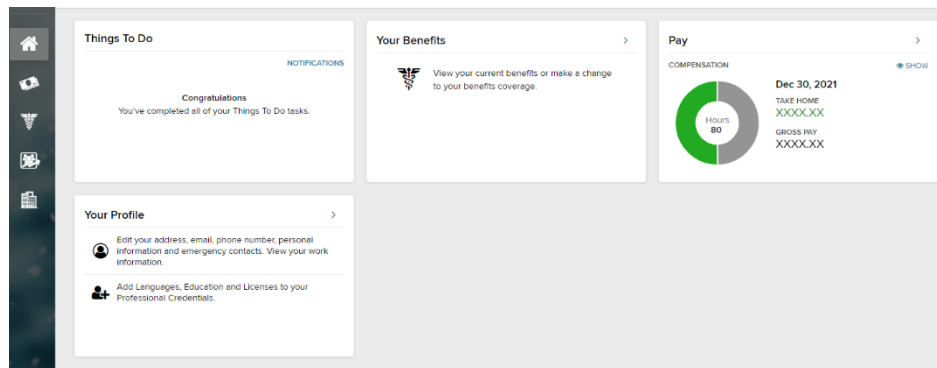 Things To Do
NOTIFICATIONS
Congratulations
You've completed all of your Things To Do tasks.
Your Benefits
View your current benefits or make a change
to your benefits coverage.
Pay
COMPENSATION
SHOW
Hours
80
Dec 30, 2021
TAKE HOME
XXXX.XX
GROSS PAY
XXXX.XX
Your Profile
Edit your address, email, phone number, personal
information and emergency contacts. View your work
information.
Add Languages, Education and Licenses to your
Professional Credentials.